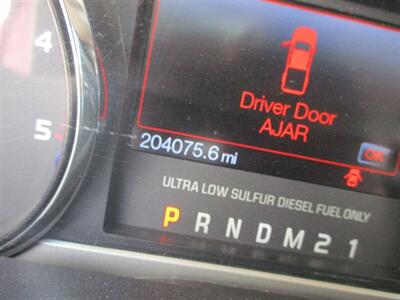 4
5
Driver Door
AJAR
204075.6 mi
OK
ULTRA LOW SULFUR DIESEL FUEL ONLY
P R N D M 2 1